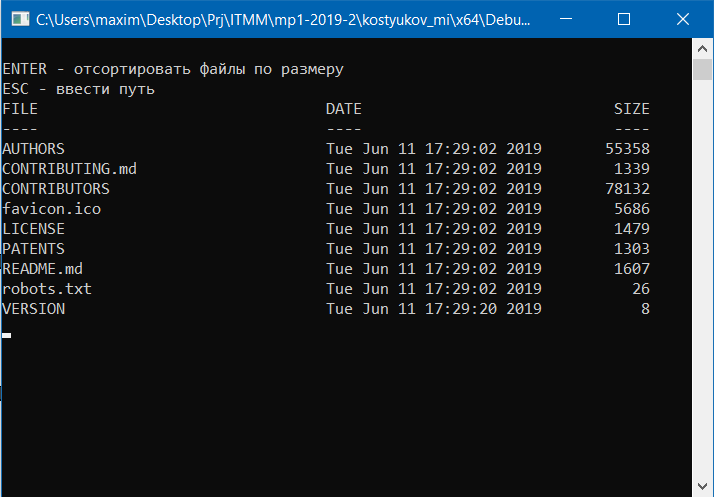 C:\Users\maxim\Desktop\Prj\ITMM\mp1-2019-2\kostyukov_mi\x64\Debu...
ENTER - отсортировать файлы по размеру
ESC - ввести путь
FILE DATE SIZE
---- ---- ----
AUTHORS Tue Jun 11 17:29:02 2019 55358
CONTRIBUTING.md Tue Jun 11 17:29:02 2019 1339
CONTRIBUTORS Tue Jun 11 17:29:02 2019 78132
favicon.ico Tue Jun 11 17:29:02 2019 5686
LICENSE Tue Jun 11 17:29:02 2019 1479
PATENTS Tue Jun 11 17:29:02 2019 1303
README.md Tue Jun 11 17:29:02 2019 1607
robots.txt Tue Jun 11 17:29:02 2019 26
VERSION Tue Jun 11 17:29:20 2019 8